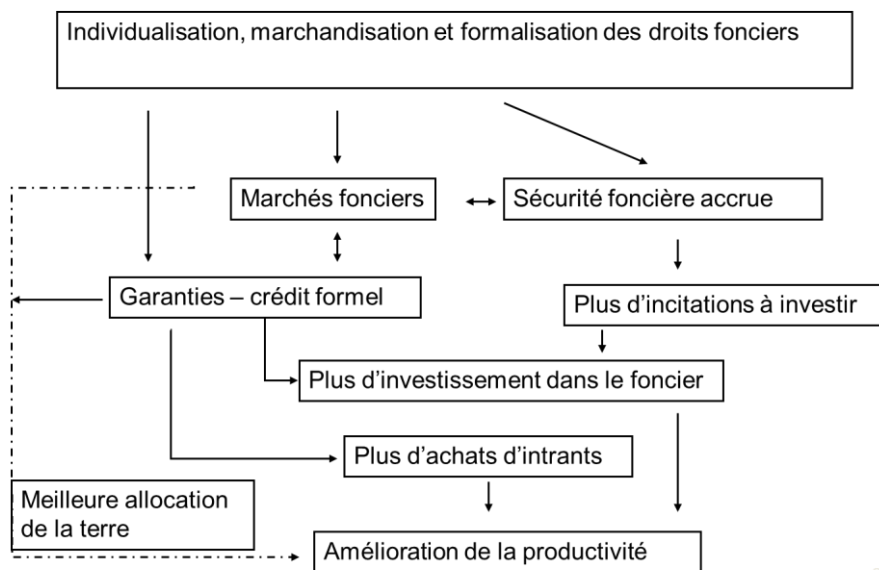 Individualisation, marchandisation et formalisation des droits fonciers
Marchés fonciers
Sécurité foncière accrue
Garanties – crédit formel
Plus d'incitations à investir
Plus d'investissement dans le foncier
Plus d'achats d'intrants
Meilleure allocation
de la terre
Amélioration de la productivité